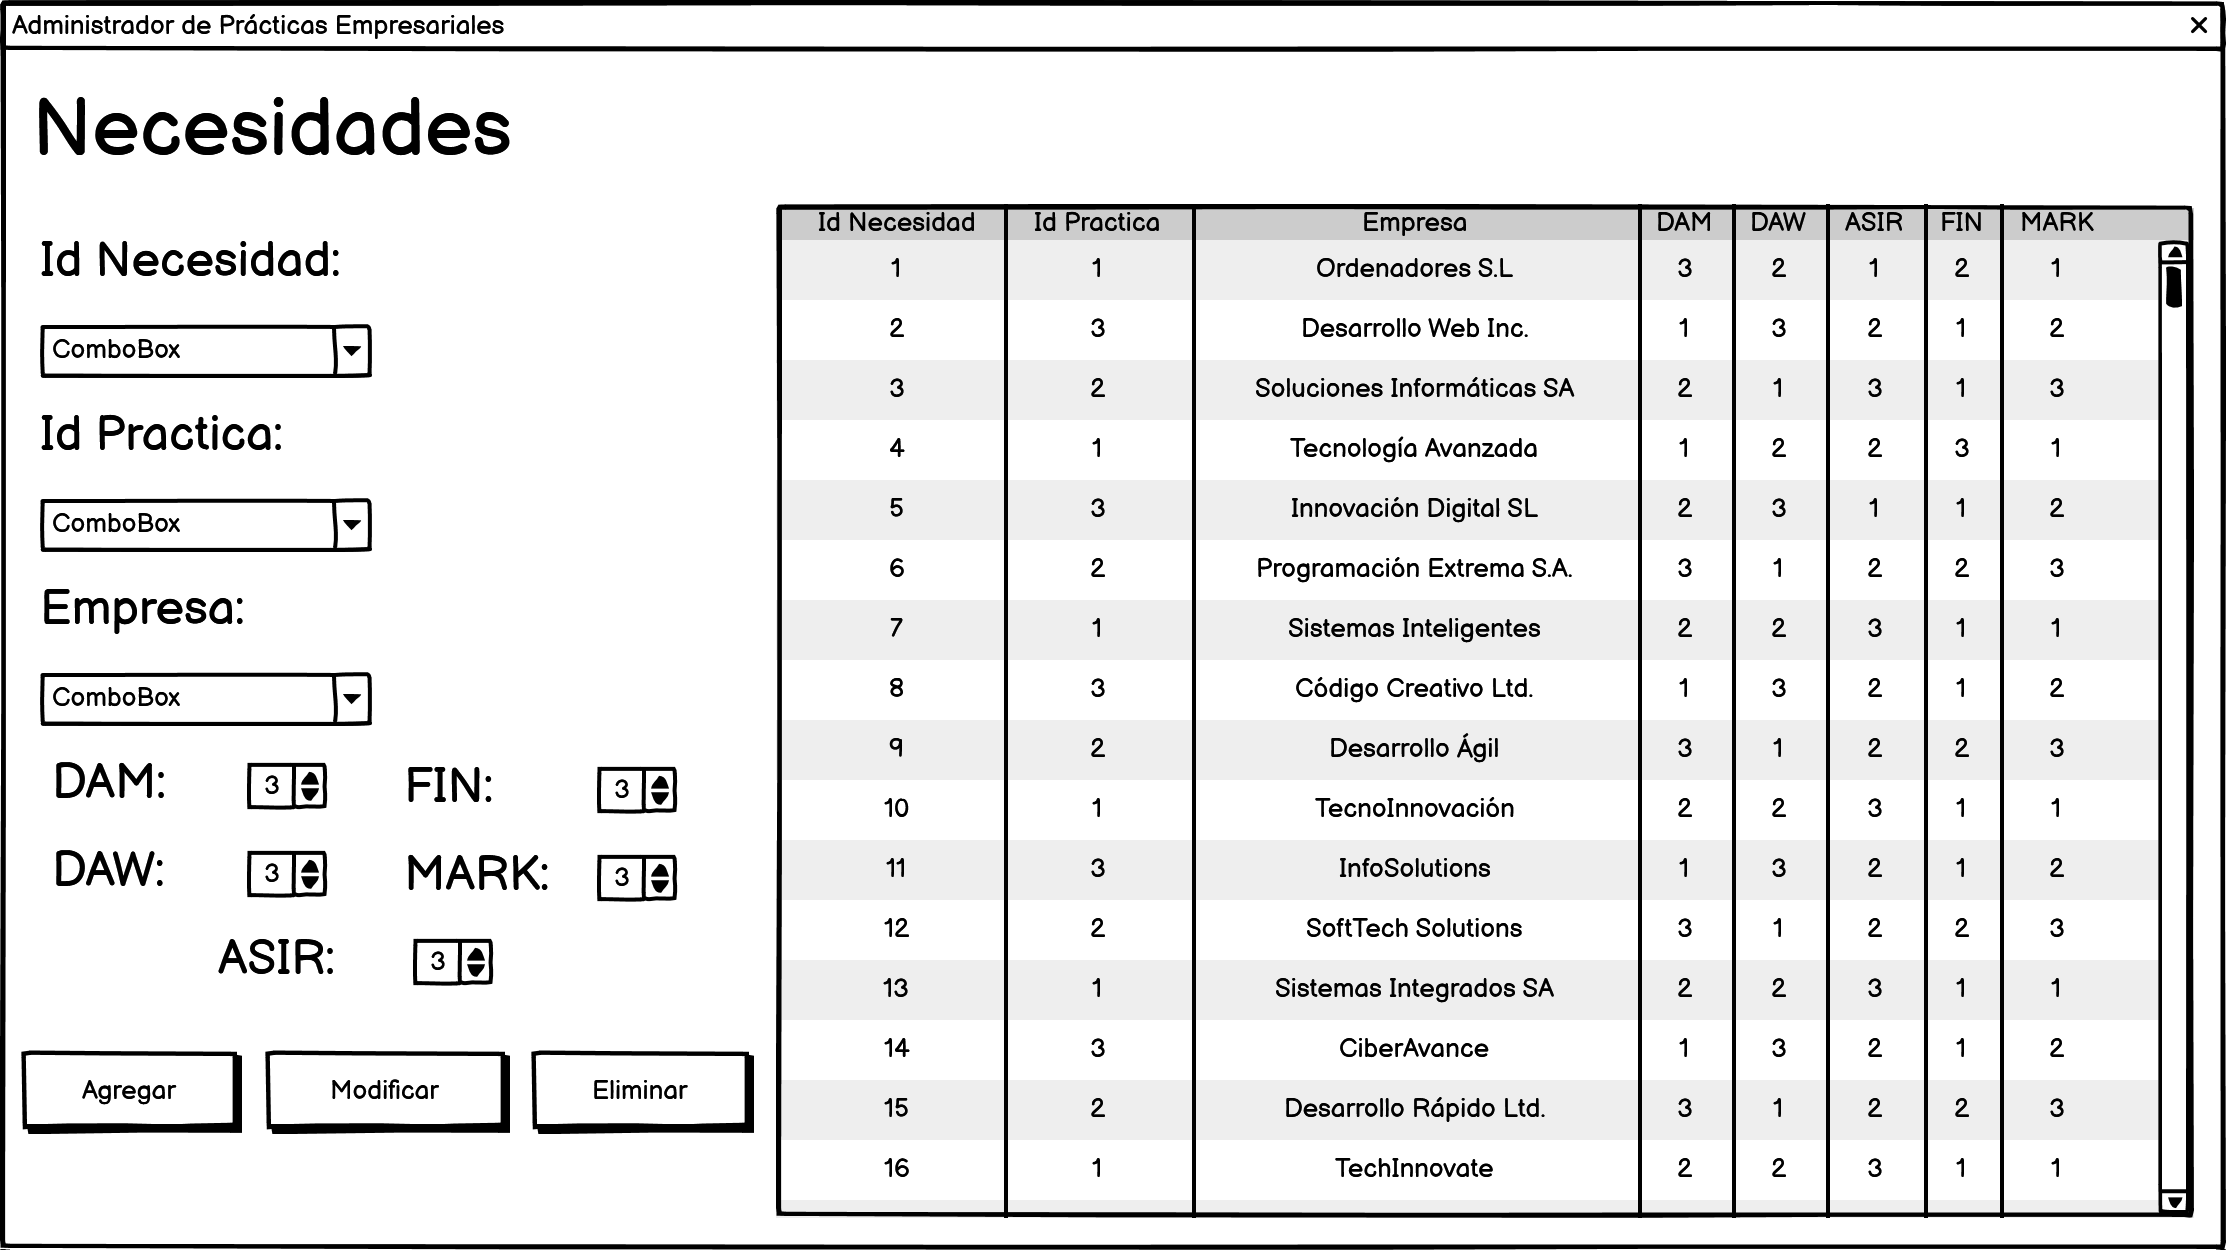 Administrador de Prácticas Empresariales
Necesidades
Id Necesidad:
ComboBox
Id Practica:
ComboBox
Empresa:
ComboBox
DAM: 3 FIN: 3
DAW: 3 MARK: 3
ASIR: 3
Agregar Modificar Eliminar
Id Necesidad Id Practica Empresa DAM DAW ASIR FIN MARK
1 1 Ordenadores S.L 3 2 1 2 1
2 3 Desarrollo Web Inc. 1 3 2 1 2
3 2 Soluciones Informáticas SA 2 1 3 1 3
4 1 Tecnología Avanzada 1 2 2 3 1
5 3 Innovación Digital SL 2 3 1 1 2
6 2 Programación Extrema S.A. 3 1 2 2 3
7 1 Sistemas Inteligentes 2 2 3 1 1
8 3 Código Creativo Ltd. 1 3 2 1 2
9 2 Desarrollo Ágil 3 1 2 2 3
10 1 TecnoInnovación 2 2 3 1 1
11 3 InfoSolutions 1 3 2 1 2
12 2 SoftTech Solutions 3 1 2 2 3
13 1 Sistemas Integrados SA 2 2 3 1 1
14 3 CiberAvance 1 3 2 1 2
15 2 Desarrollo Rápido Ltd. 3 1 2 2 3
16 1 TechInnovate 2 2 3 1 1